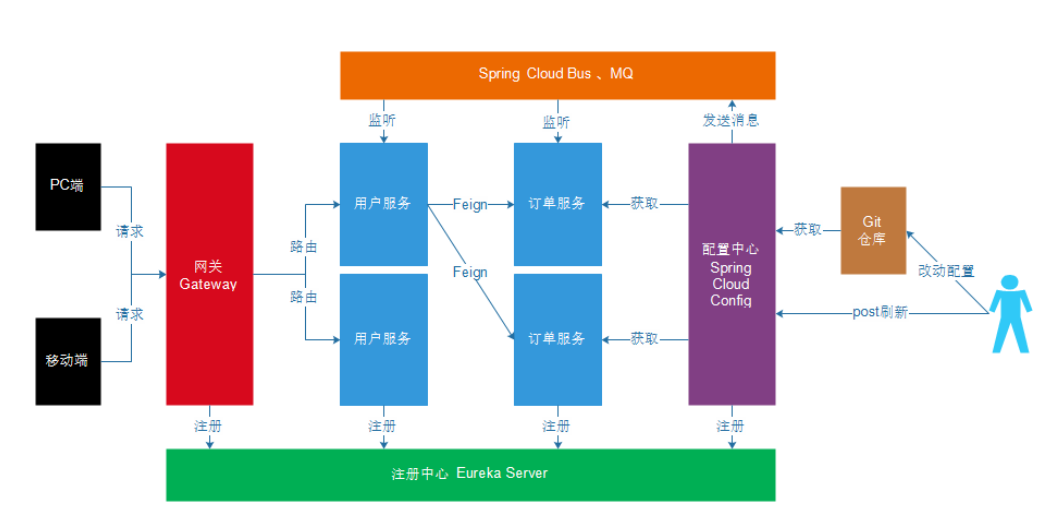 Spring Cloud Bus 、MQ
监听
监听
发送消息
PC端
请求
请求
移动端
网关
Gateway
路由
路由
用户服务
用户服务
Feign
Feign
订单服务
订单服务
获取
获取
配置中心
Spring
Cloud
Config
获取
Git
仓库
改动配置
post刷新
注册
注册
注册
注册
注册中心 Eureka Server